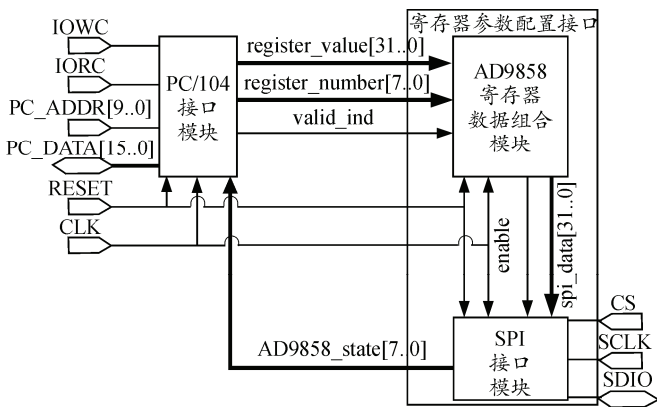 寄存器参数配置接口
IOWC
IORC
PC_ADDR[9..0]
PC_DATA[15..0]
RESET
CLK
PC/104
接口
模块
register_value[31..0]
register_number[7..0]
valid_ind
AD9858
寄存器
数据组合
模块
enable
spi_data[31..0]
AD9858_state[7..0]
SPI
接口
模块
CS
SCLK
SDIO